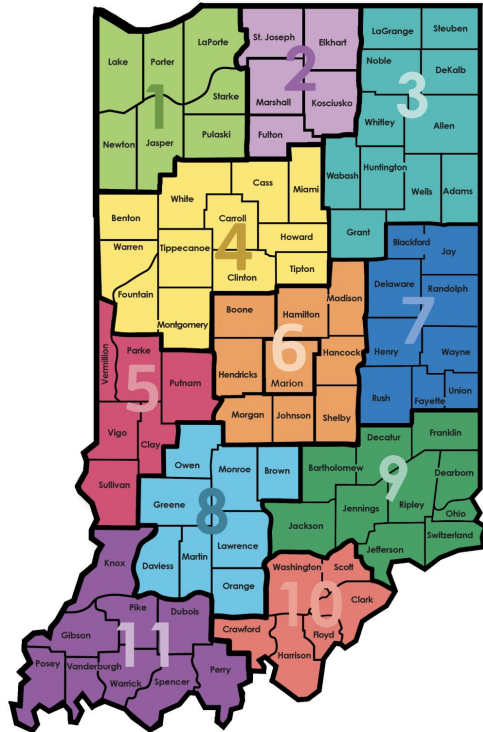 LaPorte
Lake
Porter
1
Starke
Newton
Jasper
Pulaski
St. Joseph
Elkhart
2
Marshall
Kosciusko
Fulton
LaGrange
Steuben
Noble
DeKalb
3
Whitley
Allen
Wabash
Huntington
Wells
Adams
Grant
Cass
Miami
White
Benton
Carroll
Warren
Tippecanoe
4
Howard
Clinton
Tipton
Fountain
Montgomery
Vermillion
Parke
5
Putnam
Vigo
Clay
Sullivan
Madison
Boone
Hamilton
6
Hancock
Hendricks
Marion
Morgan
Johnson
Shelby
Blackford
Jay
Delaware
Randolph
7
Henry
Wayne
Rush
Fayette
Union
Owen
Monroe
Brown
Greene
8
Lawrence
Daviess
Martin
Orange
Decatur
Franklin
Bartholomew
9
Dearborn
Jennings
Ripley
Ohio
Jackson
Switzerland
Jefferson
Washington
Scott
10
Clark
Crawford
Floyd
Harrison
Knox
Pike
Dubois
Gibson
11
Posey
Vanderburgh
Warrick
Spencer
Perry